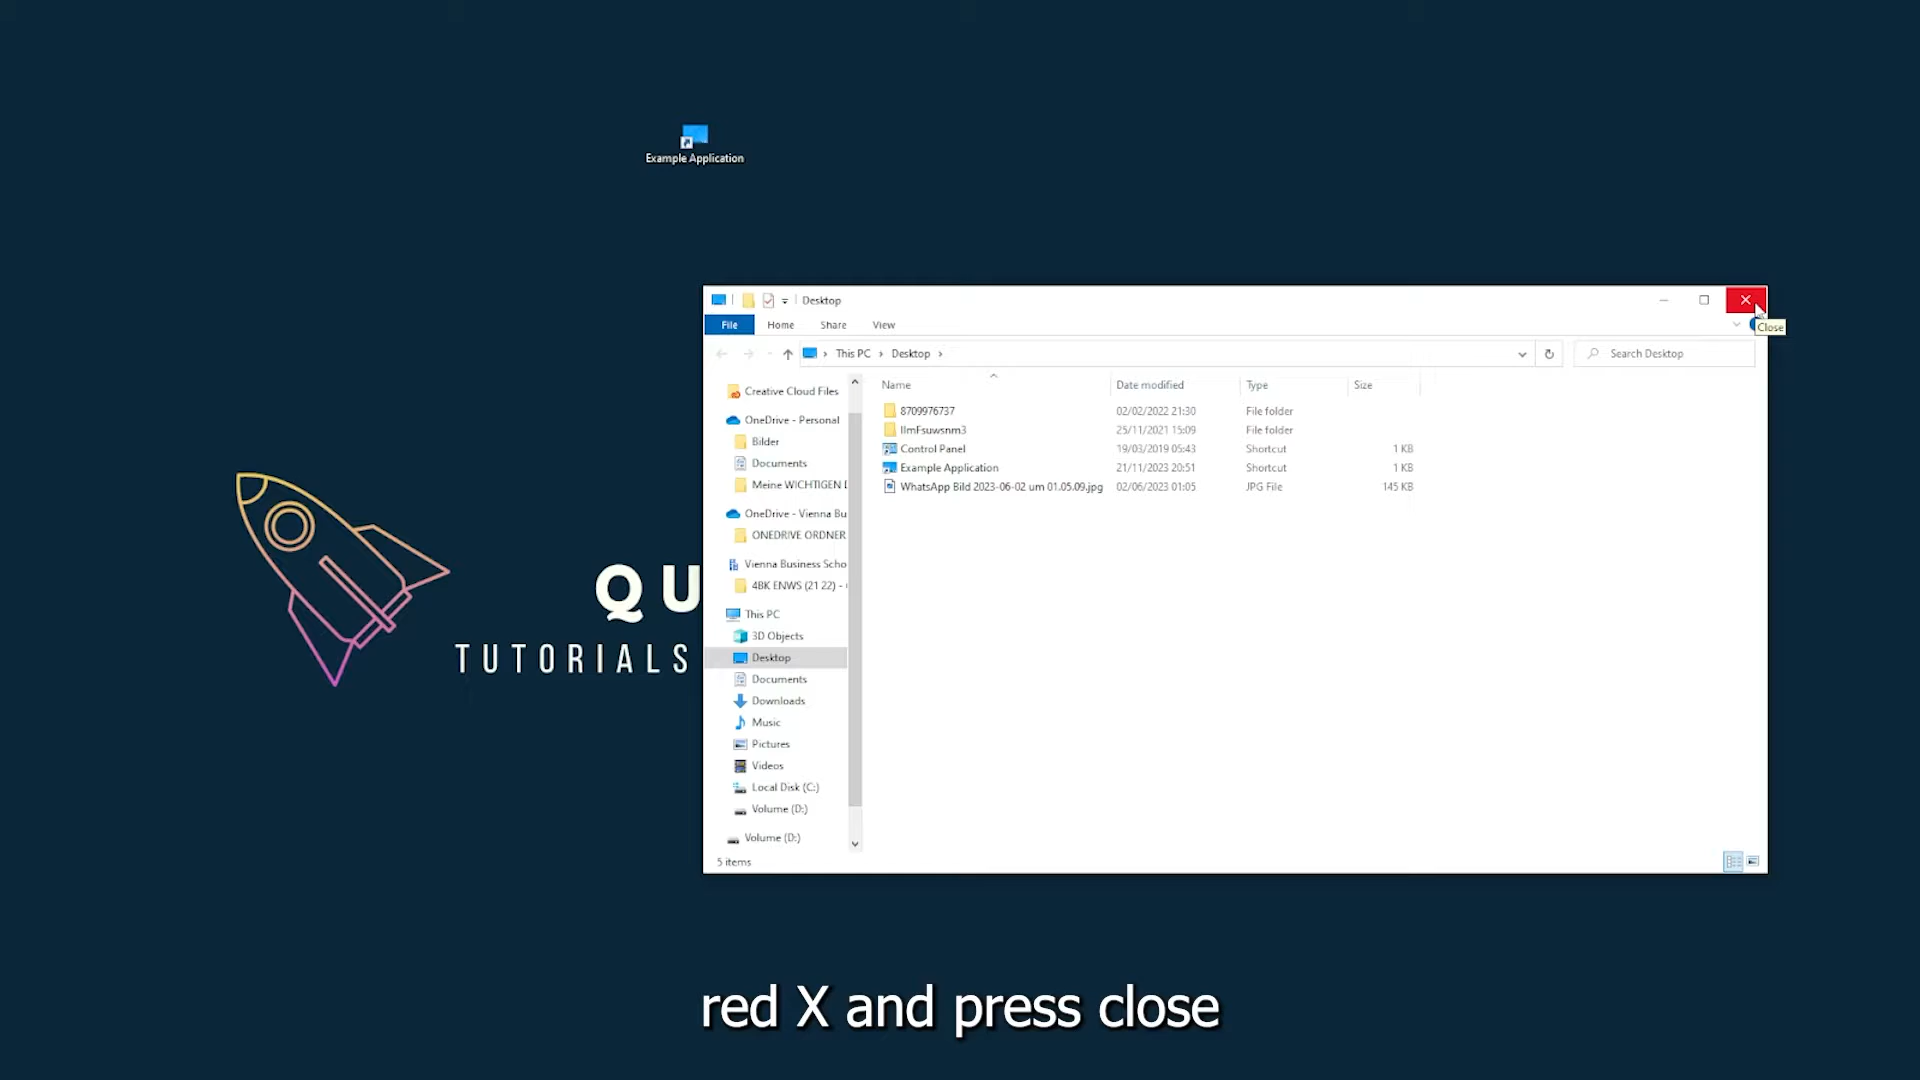 Example Application
Desktop
File Home Share View
Close
This PC › Desktop ›
Search Desktop
Creative Cloud Files
OneDrive - Personal
Bilder
Documents
Meine WICHTIGEN
OneDrive - Vienna Bu
ONEDRIVE ORDNER
Vienna Business Scho
4BK ENWS (21 22) -
This PC
3D Objects
Desktop
Documents
Downloads
Music
Pictures
Videos
Local Disk (C:)
Volume (D:)
Volume (D:)
5 items
Name Date modified Type Size
8709976737 02/02/2022 21:30 File folder
25/11/2021 15:09 File folder
Control Panel 19/03/2019 05:43 Shortcut 1 KB
Example Application 21/11/2023 20:51 Shortcut 1 KB
WhatsApp Bild 2023-06-02 um 01.05.09.jpg 02/06/2023 01:05 JPG File 145 KB
QU
TUTORIALS
red X and press close